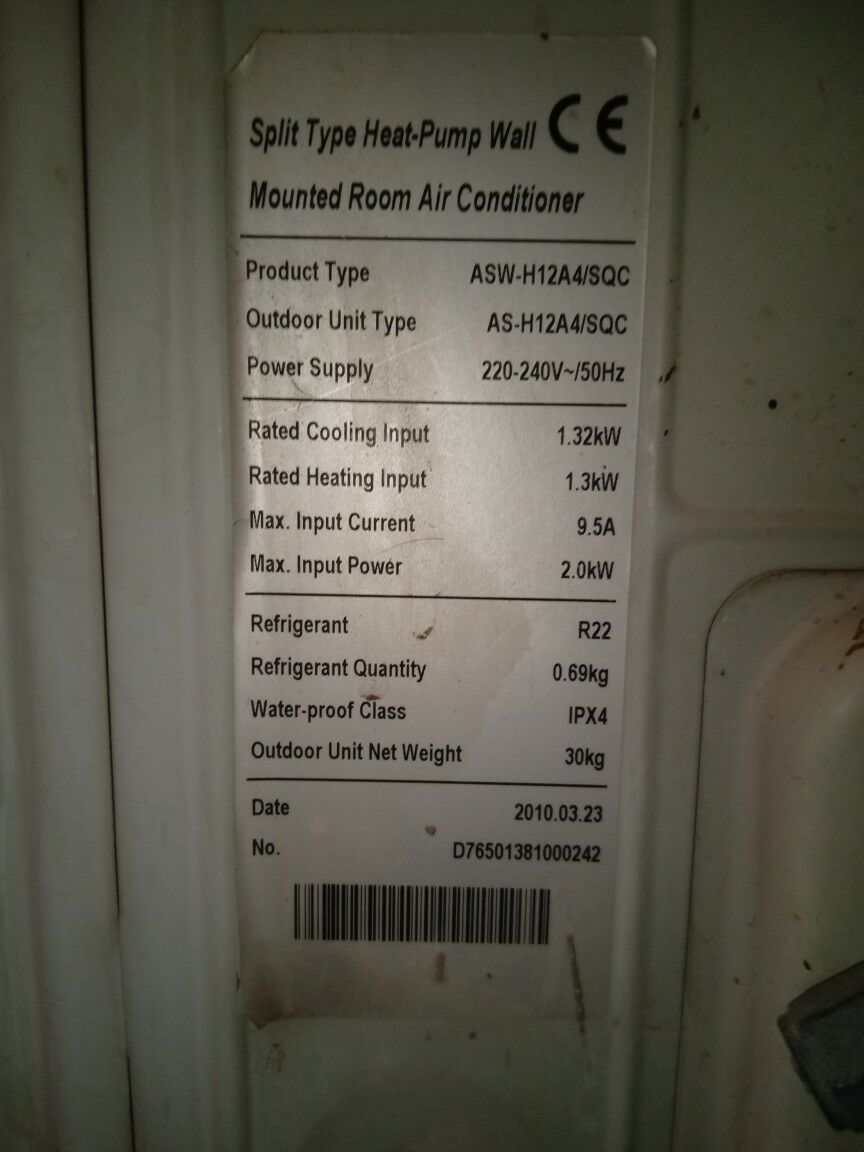 Split Type Heat-Pump Wall CE
Mounted Room Air Conditioner
Product Type ASW-H12A4/SQC
Outdoor Unit Type AS-H12A4/SQC
Power Supply 220-240V~/50Hz
Rated Cooling Input 1.32kW
Rated Heating Input 1.3kW
Max. Input Current 9.5A
Max. Input Power 2.0kW
Refrigerant R22
Refrigerant Quantity 0.69kg
Water-proof Class IPX4
Outdoor Unit Net Weight 30kg
Date 2010.03.23
No. D76501381000242